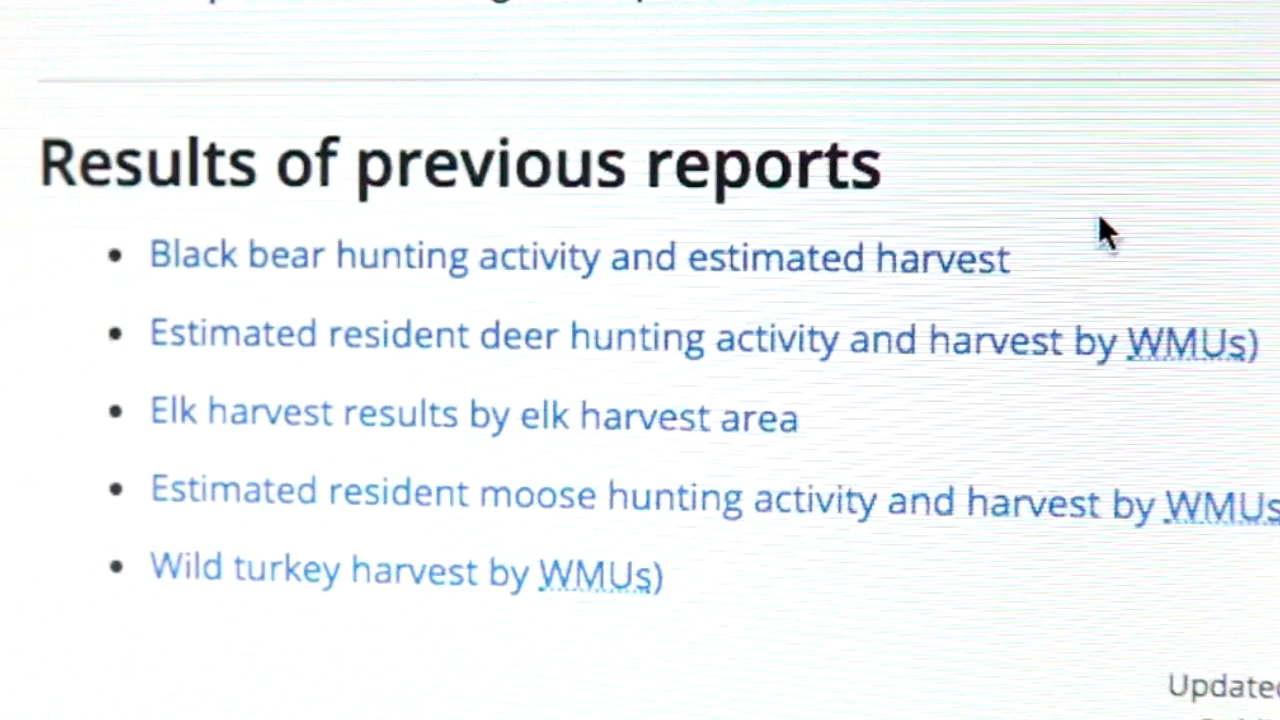 Results of previous reports
Black bear hunting activity and estimated harvest
Estimated resident deer hunting activity and harvest by WMUs)
Elk harvest results by elk harvest area
Estimated resident moose hunting activity and harvest by WMUs
Wild turkey harvest by WMUs)
Updated